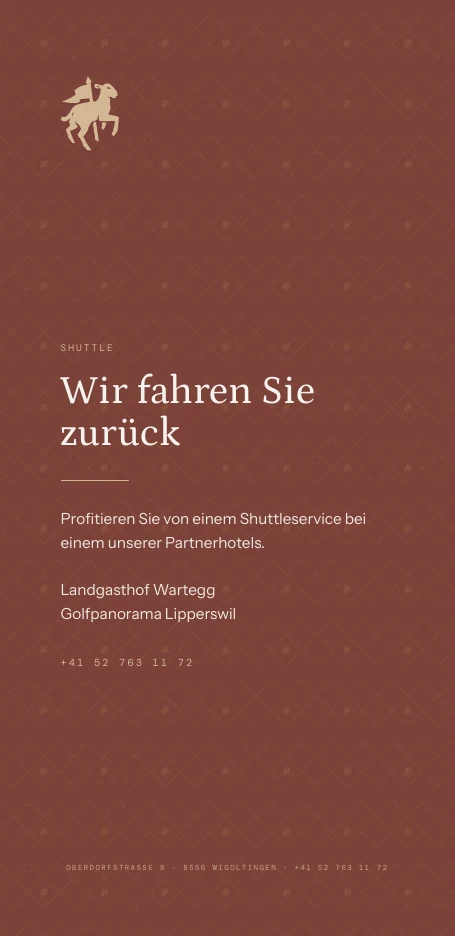 SHUTTLE
Wir fahren Sie
zurück
Profitieren Sie von einem Shuttleservice bei
einem unserer Partnerhotels.
Landgasthof Wartegg
Golfpanorama Lipperswil
+41 52 763 11 72
OBERDORFSTRASSE 8 · 8556 WIGOLTINGEN · +41 52 763 11 72